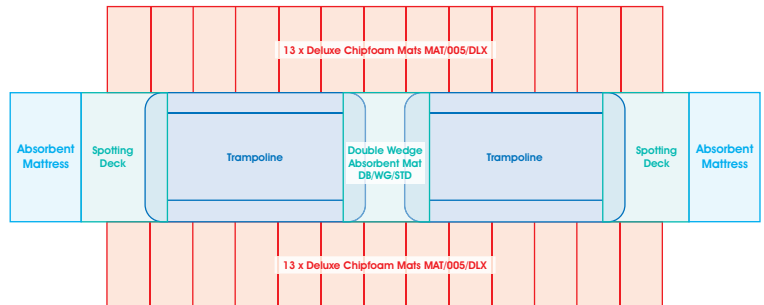 13 x Deluxe Chipfoam Mats MAT/005/DLX
Absorbent
Mattress
Spotting
Deck
Trampoline
Double Wedge
Absorbent Mat
DB/WG/STD
Trampoline
Spotting
Deck
Absorbent
Mattress
13 x Deluxe Chipfoam Mats MAT/005/DLX